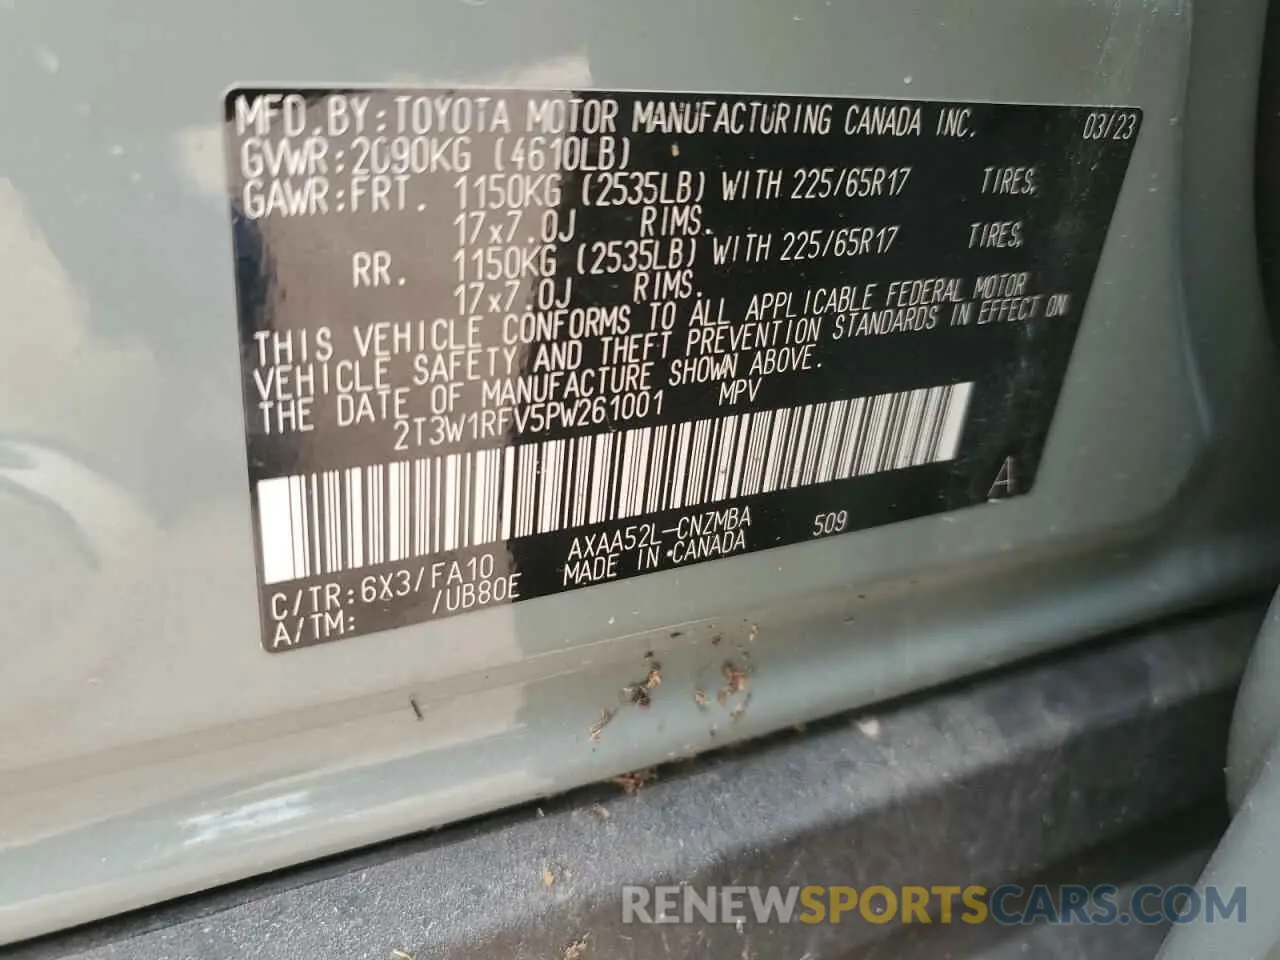 MFD.BY:TOYOTA MOTOR MANUFACTURING CANADA INC. 03/23
GVWR:2090KG (4610LB)
GAWR:FRT. 1150KG (2535LB) WITH 225/65R17 TIRES,
17x7.0J RIMS.
RR. 1150KG (2535LB) WITH 225/65R17 TIRES,
17x7.0J RIMS.
THIS VEHICLE CONFORMS TO ALL APPLICABLE FEDERAL MOTOR
VEHICLE SAFETY AND THEFT PREVENTION STANDARDS IN EFFECT ON
THE DATE OF MANUFACTURE SHOWN ABOVE.
2T3W1RFV5PW261001 MPV
A
AXAA52L-CNZMBA 509
C/TR:6X3/FA10 MADE IN CANADA
A/TM: /UB80E
RENEWSPORTSCARS.COM